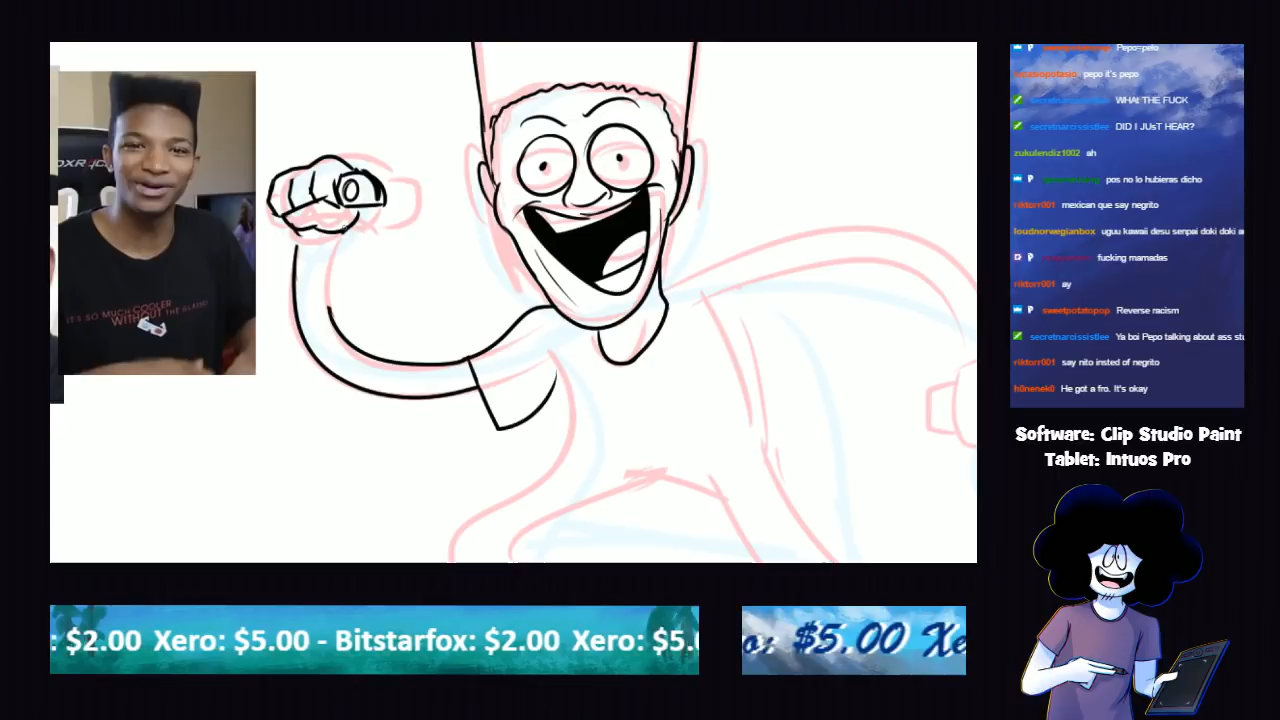 IT'S SO MUCH COOLER
WITHOUT THE
Pepo=pelo
pepo it's pepo
WHAt THE FUCK
DID I JUsT HEAR?
zukulendiz1002 ah
pos no lo hubieras dicho
riktorr001 mexican que say negrito
loudnorwegianbox uguu kawaii desu senpai doki doki
fucking mamadas
riktorr001 ay
sweetpotatopop Reverse racism
secretnarcissistlee Ya boi Pepo talking about ass
riktorr001 say nito insted of negrito
h0nenek0 He got a fro. It's okay
Software: Clip Studio Paint
Tablet: Intuos Pro
: $2.00 Xero: $5.00 - Bitstarfox: $2.00 Xero: $5.
o: $5.00 Xe